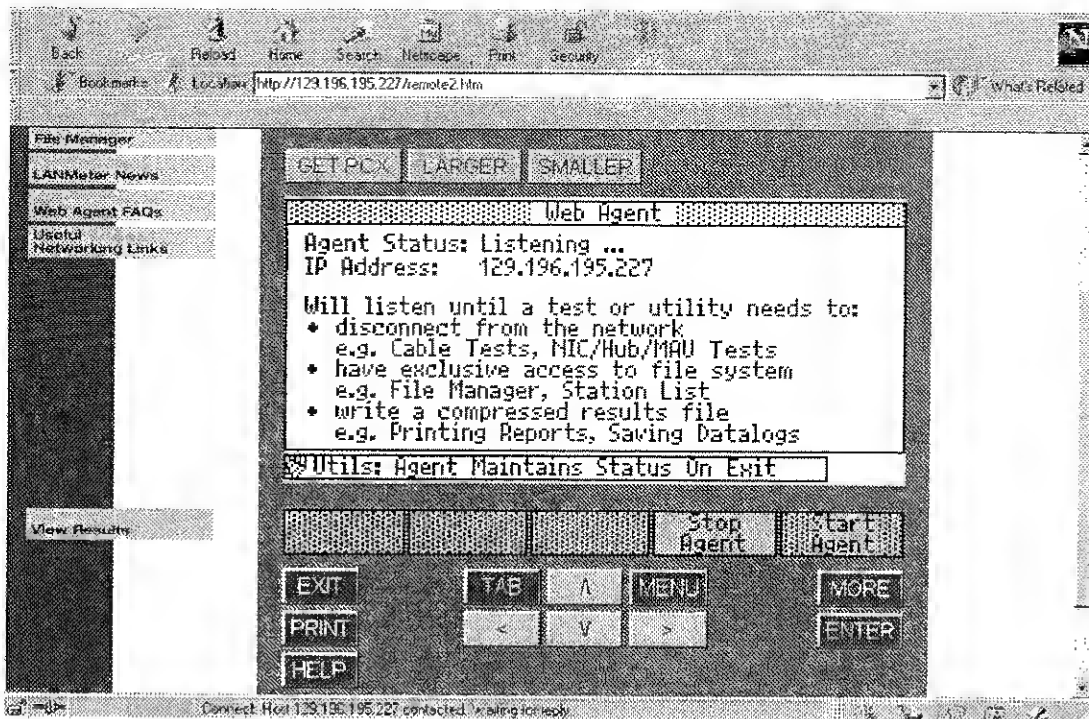 Back Reload Home Search Netscape Print Security
Bookmarks Location: http://129.196.195.227/remote2.htm What's Related
File Manager
LANMeter News
Web Agent FAQs
Useful
Networking Links
View Results
GET PCX LARGER SMALLER
Web Agent
Agent Status: Listening ...
IP Address: 129.196.195.227
Will listen until a test or utility needs to:
• disconnect from the network
e.g. Cable Tests, NIC/Hub/MAU Tests
• have exclusive access to file system
e.g. File Manager, Station List
• write a compressed results file
e.g. Printing Reports, Saving Datalogs
Utils: Agent Maintains Status On Exit
Stop
Agent
Start
Agent
EXIT TAB ∧ MENU MORE
PRINT < V > ENTER
HELP
Connect: Host 129.196.195.227 contacted. Waiting for reply.